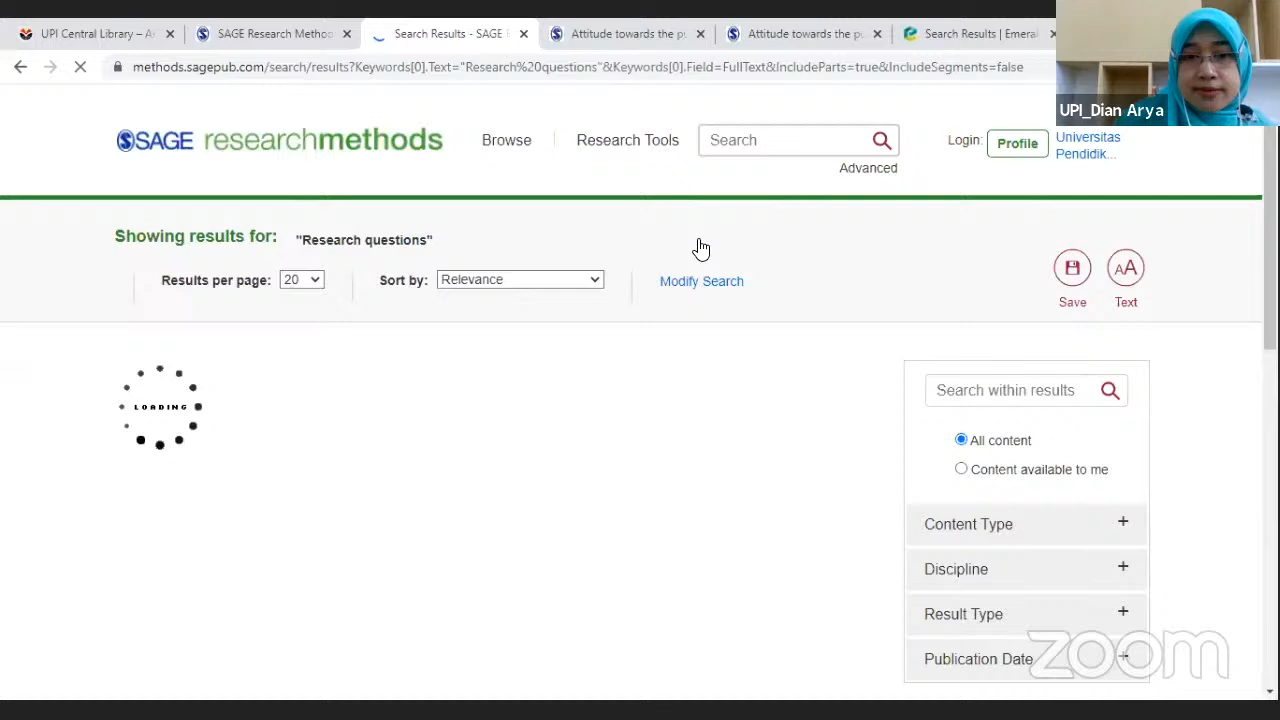 UPI Central Library – A
SAGE Research Metho
Search Results - SAGE
Attitude towards the pu
Attitude towards the pu
Search Results | Emeral
methods.sagepub.com/search/results?Keywords[0].Text="Research%20questions"&Keywords[0].Field=FullText&IncludeParts=true&IncludeSegments=false
UPI_Dian Arya
SAGE researchmethods
Browse
Research Tools
Search
Advanced
Login:
Profile
Universitas
Pendidik...
Showing results for:
"Research questions"
Results per page:
20
Sort by:
Relevance
Modify Search
Save
AA
Text
LOADING
Search within results
All content
Content available to me
Content Type +
Discipline +
Result Type +
Publication Date +
zoom